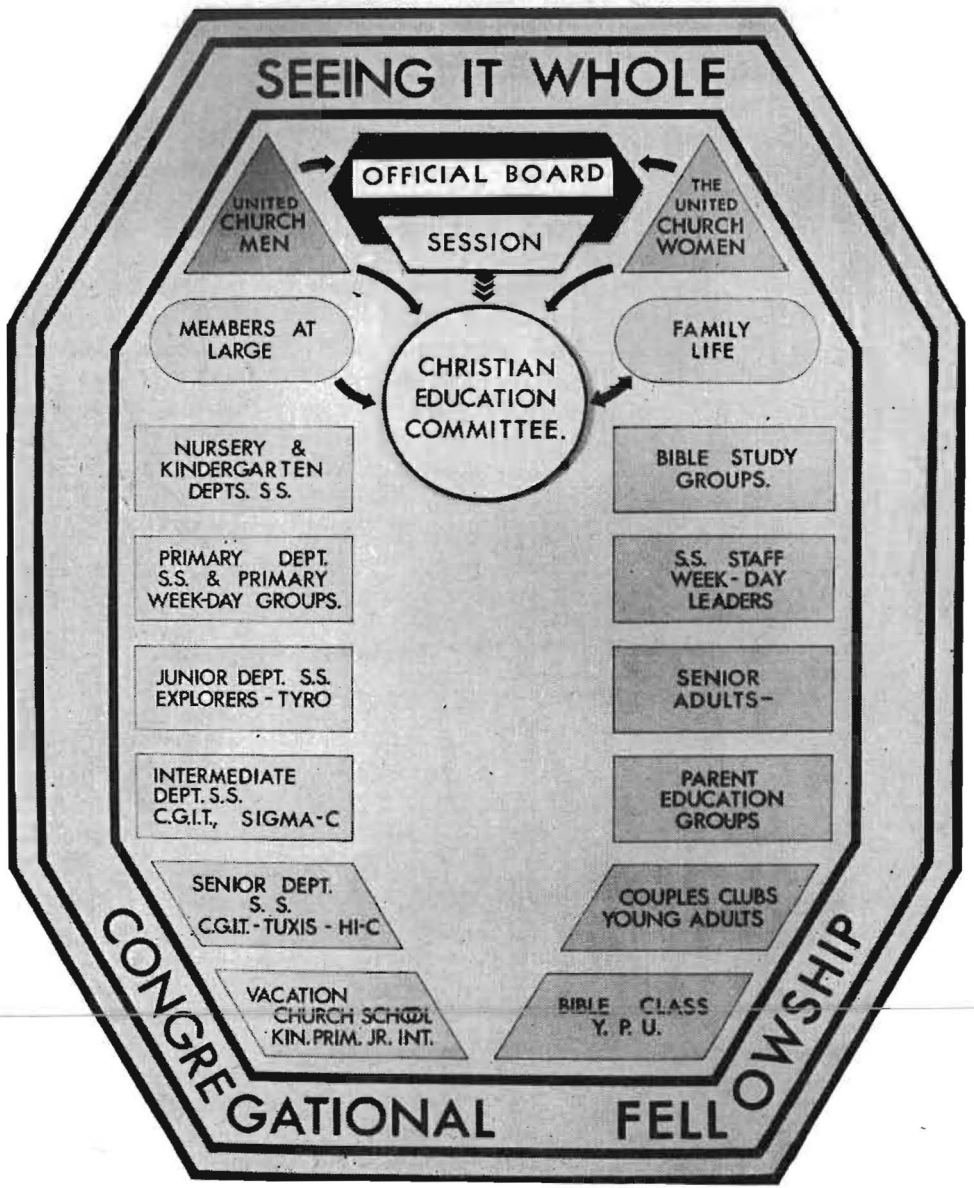 SEEING IT WHOLE
OFFICIAL BOARD
SESSION
UNITED
CHURCH
MEN
THE
UNITED
CHURCH
WOMEN
MEMBERS AT
LARGE
CHRISTIAN
EDUCATION
COMMITTEE.
FAMILY
LIFE
NURSERY &
KINDERGARTEN
DEPTS. S S.
BIBLE STUDY
GROUPS.
PRIMARY DEPT.
S.S. & PRIMARY
WEEK-DAY GROUPS.
S.S. STAFF
WEEK-DAY
LEADERS
JUNIOR DEPT. S.S.
EXPLORERS - TYRO
SENIOR
ADULTS-
INTERMEDIATE
DEPT. S.S.
C.G.I.T., SIGMA-C
PARENT
EDUCATION
GROUPS
SENIOR DEPT.
S. S.
C.G.I.T. - TUXIS - HI-C
COUPLES CLUBS
YOUNG ADULTS
VACATION
CHURCH SCHOOL
KIN. PRIM. JR. INT.
BIBLE CLASS
Y. P. U.
CONGREGATIONAL FELLOWSHIP